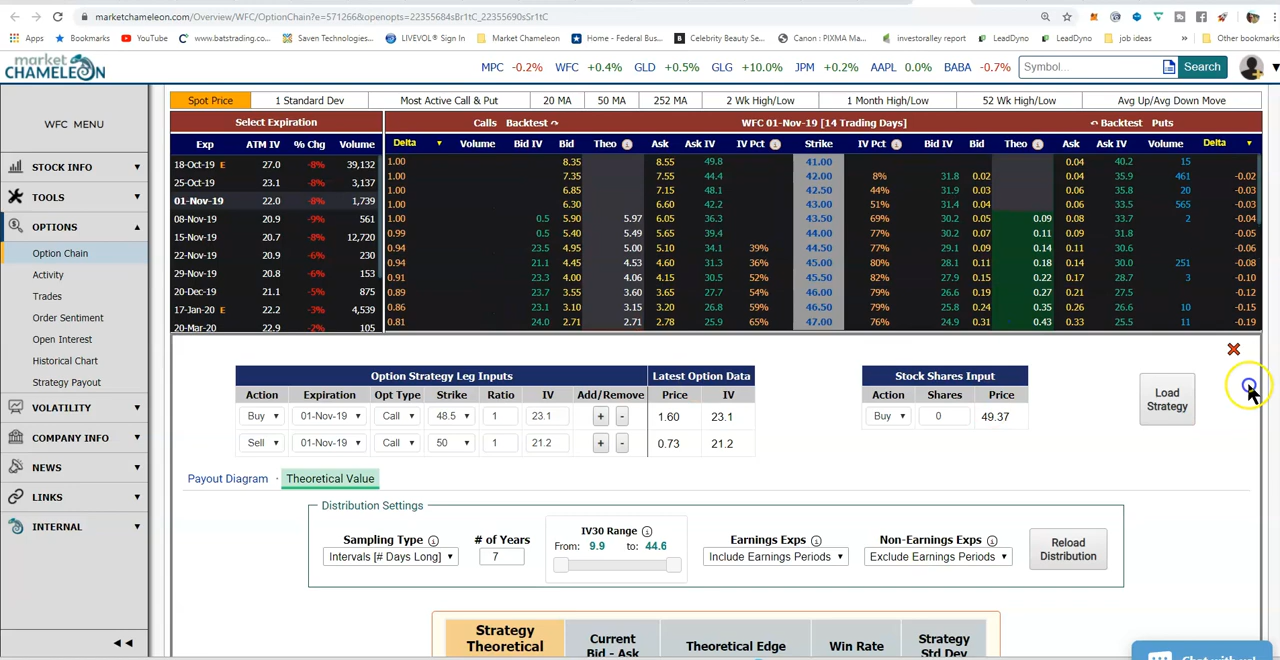 marketchameleon.com/Overview/WFC/OptionChain?e=571266&openopts=22355684sBr1tC_22355690sSr1tC
Apps Bookmarks YouTube www.batstrading.co... Saven Technologies... LIVEVOL® Sign In Market Chameleon Home - Federal Bus... Celebrity Beauty Se... Canon : PIXMA Ma... investoralley report LeadDyno LeadDyno job ideas » Other bookmarks
market CHAMELEON MPC -0.2% WFC +0.4% GLD +0.5% GLG +10.0% JPM +0.2% AAPL 0.0% BABA -0.7% Symbol... Search
Spot Price 1 Standard Dev Most Active Call & Put 20 MA 50 MA 252 MA 2 Wk High/Low 1 Month High/Low 52 Wk High/Low Avg Up/Avg Down Move
WFC MENU
STOCK INFO
TOOLS
OPTIONS
Option Chain
Activity
Trades
Order Sentiment
Open Interest
Historical Chart
Strategy Payout
VOLATILITY
COMPANY INFO
NEWS
LINKS
INTERNAL
Select Expiration
Exp ATM IV % Chg Volume
18-Oct-19 E 27.0 -8% 39,132
25-Oct-19 23.1 -8% 3,137
01-Nov-19 22.0 -8% 1,739
08-Nov-19 20.9 -9% 561
15-Nov-19 20.7 -8% 12,720
22-Nov-19 20.9 -6% 230
29-Nov-19 20.8 -6% 153
20-Dec-19 21.1 -5% 875
17-Jan-20 E 22.2 -3% 4,539
20-Mar-20 22.9 -2% 105
Calls Backtest WFC 01-Nov-19 [14 Trading Days] Backtest Puts
Delta Volume Bid IV Bid Theo Ask Ask IV IV Pct Strike IV Pct Bid IV Bid Theo Ask Ask IV Volume Delta
1.00 8.35 8.55 49.8 41.00 0.04 40.2 15
1.00 7.35 7.55 44.4 42.00 8% 31.8 0.02 0.04 35.9 461 -0.02
1.00 6.85 7.15 48.1 42.50 44% 31.9 0.03 0.06 35.8 20 -0.03
1.00 6.30 6.60 42.2 43.00 51% 31.4 0.04 0.06 33.5 565 -0.03
1.00 0.5 5.90 5.97 6.05 36.3 43.50 69% 30.2 0.05 0.09 0.08 33.7 2 -0.04
0.99 0.5 5.40 5.49 5.65 39.4 44.00 77% 30.2 0.07 0.11 0.09 31.8 -0.05
0.94 23.5 4.95 5.00 5.10 34.1 39% 44.50 77% 29.1 0.09 0.14 0.11 30.6 -0.06
0.94 21.1 4.45 4.53 4.60 31.3 36% 45.00 80% 28.1 0.11 0.18 0.14 30.0 251 -0.08
0.91 23.3 4.00 4.06 4.15 30.5 52% 45.50 82% 27.9 0.15 0.22 0.17 28.7 3 -0.10
0.89 23.7 3.55 3.60 3.65 27.7 54% 46.00 79% 26.6 0.19 0.27 0.21 27.5 -0.12
0.86 23.1 3.10 3.15 3.20 26.8 59% 46.50 79% 25.8 0.24 0.35 0.26 26.6 10 -0.15
0.81 24.0 2.71 2.71 2.78 25.9 65% 47.00 76% 24.9 0.31 0.43 0.33 25.5 11 -0.19
Option Strategy Leg Inputs Latest Option Data
Action Expiration Opt Type Strike Ratio IV Add/Remove Price IV
Buy 01-Nov-19 Call 48.5 1 23.1 + - 1.60 23.1
Sell 01-Nov-19 Call 50 1 21.2 + - 0.73 21.2
Stock Shares Input
Action Shares Price
Buy 0 49.37
Load Strategy
Payout Diagram · Theoretical Value
Distribution Settings
Sampling Type # of Years IV30 Range Earnings Exps Non-Earnings Exps
From: 9.9 to: 44.6
Intervals [# Days Long] 7 Include Earnings Periods Exclude Earnings Periods
Reload Distribution
Strategy Theoretical Current Bid - Ask Theoretical Edge Win Rate Strategy Std Dev
Chat with us!